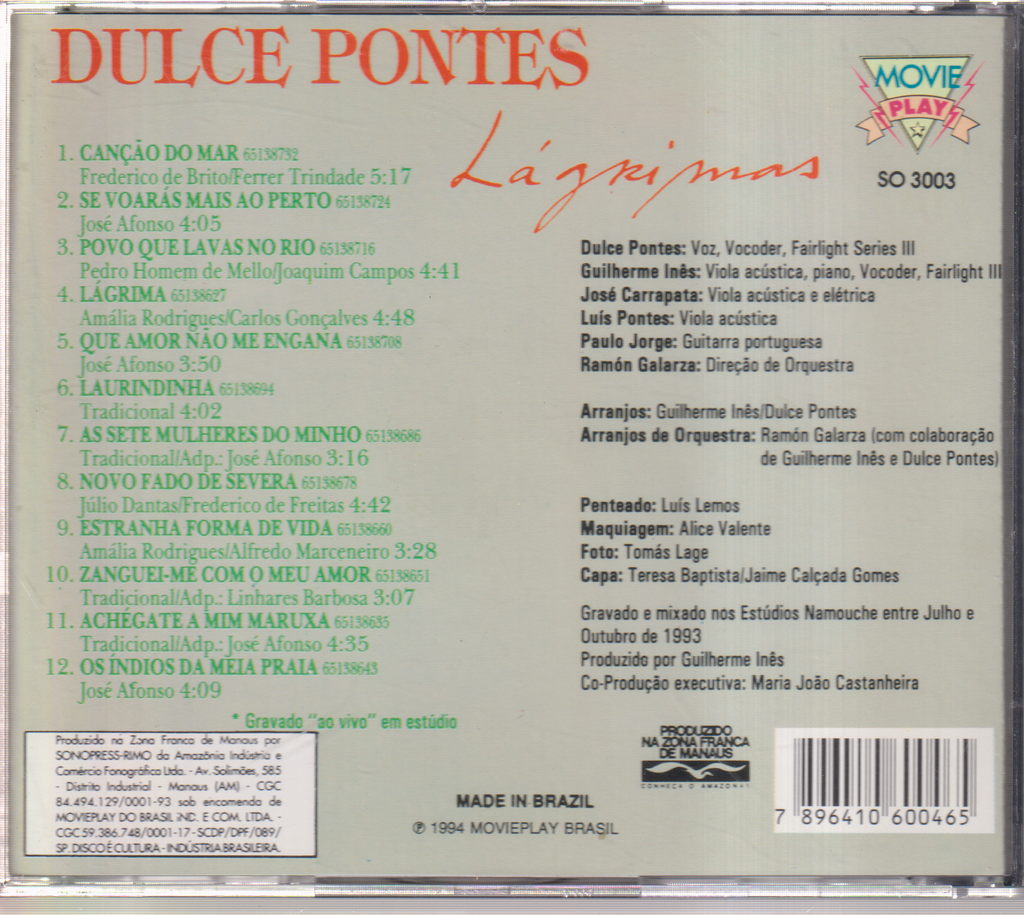 DULCE PONTES
Lágrimas
MOVIE
PLAY
SO 3003
1. CANÇÃO DO MAR 65138732
Frederico de Brito/Ferrer Trindade 5:17
2. SE VOARÁS MAIS AO PERTO 65138724
José Afonso 4:05
3. POVO QUE LAVAS NO RIO 65138716
Pedro Homem de Mello/Joaquim Campos 4:41
4. LÁGRIMA 65138627
Amália Rodrigues/Carlos Gonçalves 4:48
5. QUE AMOR NÃO ME ENGANA 65138708
José Afonso 3:50
6. LAURINDINHA 65138694
Tradicional 4:02
7. AS SETE MULHERES DO MINHO 65138686
Tradicional/Adp.: José Afonso 3:16
8. NOVO FADO DE SEVERA 65138678
Júlio Dantas/Frederico de Freitas 4:42
9. ESTRANHA FORMA DE VIDA 65138660
Amália Rodrigues/Alfredo Marceneiro 3:28
10. ZANGUEI-ME COM O MEU AMOR 65138651
Tradicional/Adp.: Linhares Barbosa 3:07
11. ACHÉGATE A MIM MARUXA 65138635
Tradicional/Adp.: José Afonso 4:35
12. OS ÍNDIOS DA MEIA PRAIA 65138643
José Afonso 4:09
* Gravado "ao vivo" em estúdio
Dulce Pontes: Voz, Vocoder, Fairlight Series III
Guilherme Inês: Viola acústica, piano, Vocoder, Fairlight III
José Carrapata: Viola acústica e elétrica
Luís Pontes: Viola acústica
Paulo Jorge: Guitarra portuguesa
Ramón Galarza: Direção de Orquestra
Arranjos: Guilherme Inês/Dulce Pontes
Arranjos de Orquestra: Ramón Galarza (com colaboração
de Guilherme Inês e Dulce Pontes)
Penteado: Luís Lemos
Maquiagem: Alice Valente
Foto: Tomás Lage
Capa: Teresa Baptista/Jaime Calçada Gomes
Gravado e mixado nos Estúdios Namouche entre Julho e
Outubro de 1993
Produzido por Guilherme Inês
Co-Produção executiva: Maria João Castanheira
Produzido na Zona Franca de Manaus por
SONOPRESS-RIMO da Amazônia Indústria e
Comércio Fonográfica Ltda. - Av. Solimões, 585
- Distrito Industrial - Manaus (AM) - CGC
84.494.129/0001-93 sob encomenda de
MOVIEPLAY DO BRASIL IND. E COM. LTDA. -
CGC 59.386.748/0001-17 - SCDP/DPF/089/
SP. DISCO É CULTURA - INDÚSTRIA BRASILEIRA.
MADE IN BRAZIL
℗ 1994 MOVIEPLAY BRASIL
PRODUZIDO
NA ZONA FRANCA
DE MANAUS
CONHEÇA O AMAZONAS
7 896410 600465